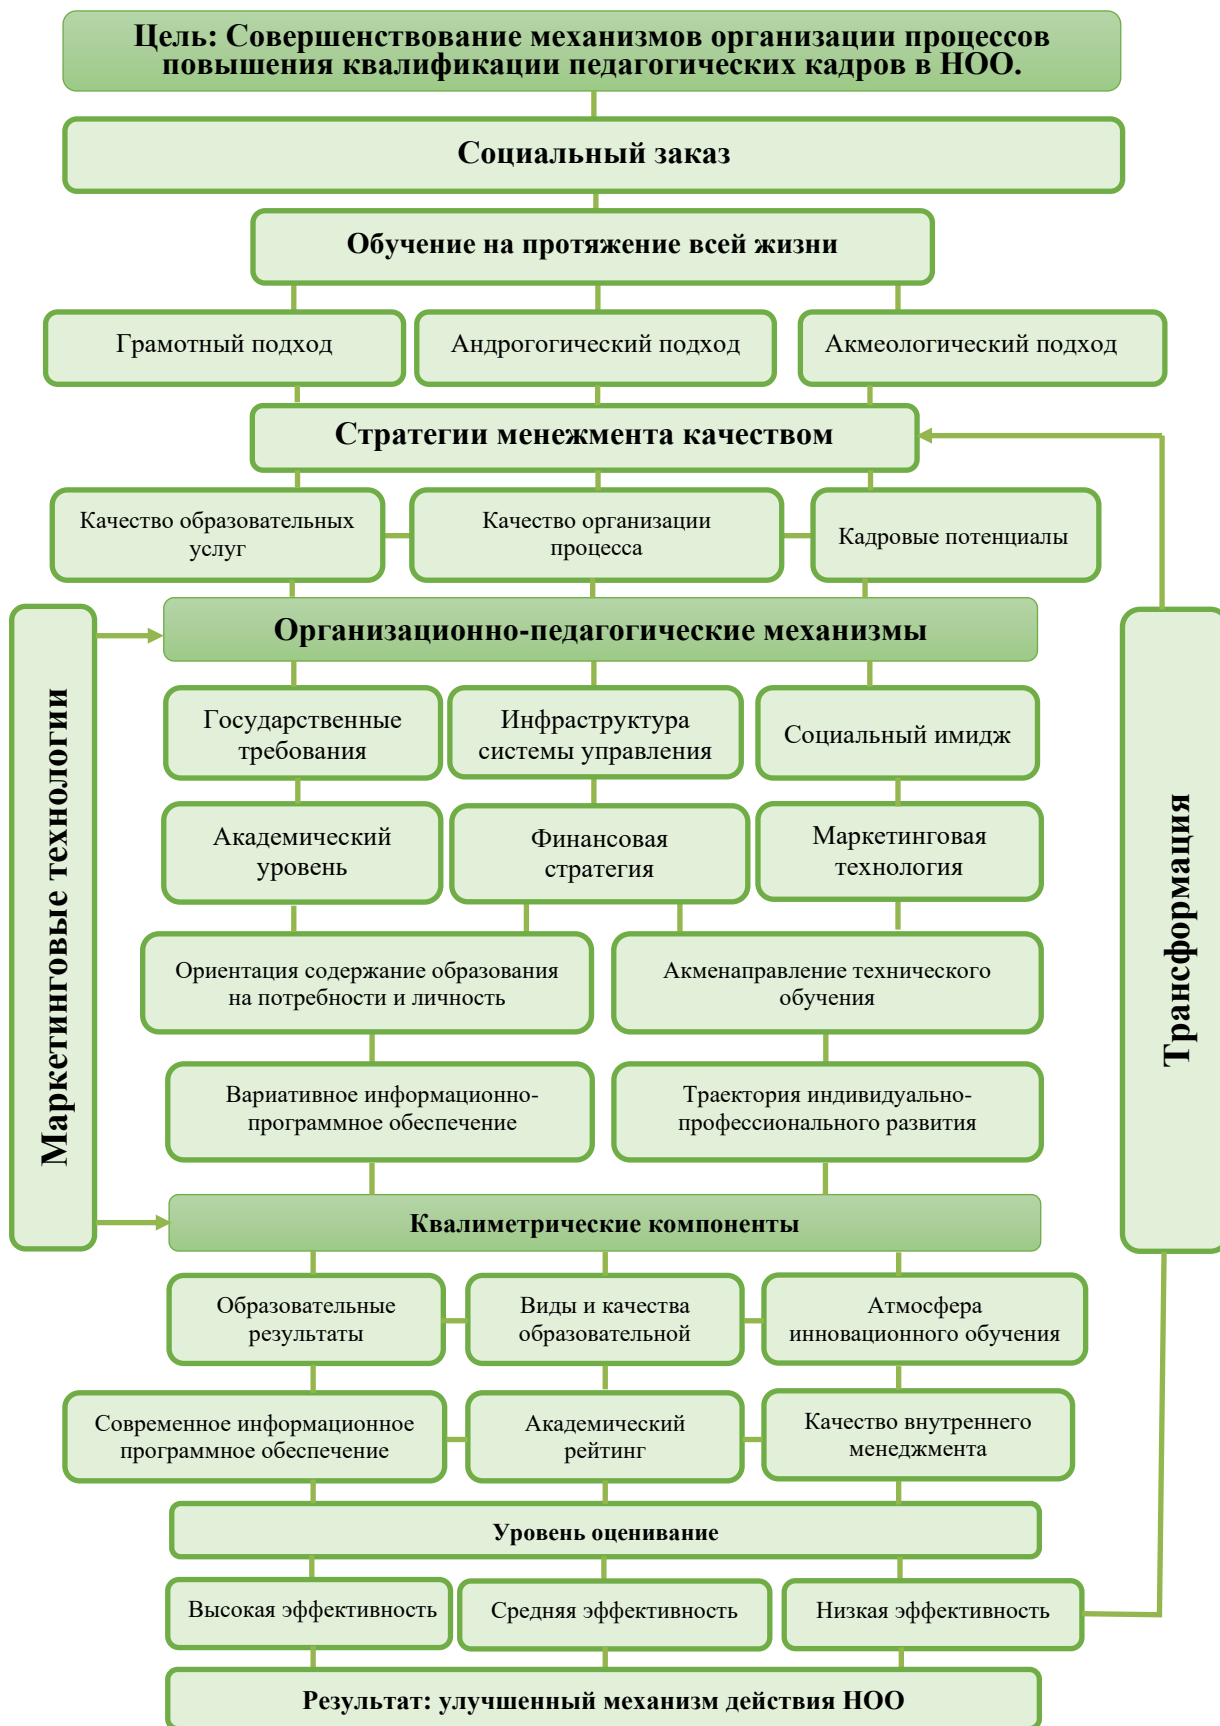 Цель: Совершенствование механизмов организации процессов
повышения квалификации педагогических кадров в НОО.
Социальный заказ
Обучение на протяжение всей жизни
Грамотный подход
Андрогогический подход
Акмеологический подход
Стратегии менежмента качеством
Качество образовательных
услуг
Качество организации
процесса
Кадровые потенциалы
Маркетинговые технологии
Организационно-педагогические механизмы
Трансформация
Государственные
требования
Инфраструктура
системы управления
Социальный имидж
Академический
уровень
Финансовая
стратегия
Маркетинговая
технология
Ориентация содержание образования
на потребности и личность
Акменаправление технического
обучения
Вариативное информационно-
программное обеспечение
Траектория индивидуально-
профессионального развития
Квалиметрические компоненты
Образовательные
результаты
Виды и качества
образовательной
Атмосфера
инновационного обучения
Современное информационное
программное обеспечение
Академический
рейтинг
Качество внутреннего
менеджмента
Уровень оценивание
Высокая эффективность
Средняя эффективность
Низкая эффективность
Результат: улучшенный механизм действия НОО